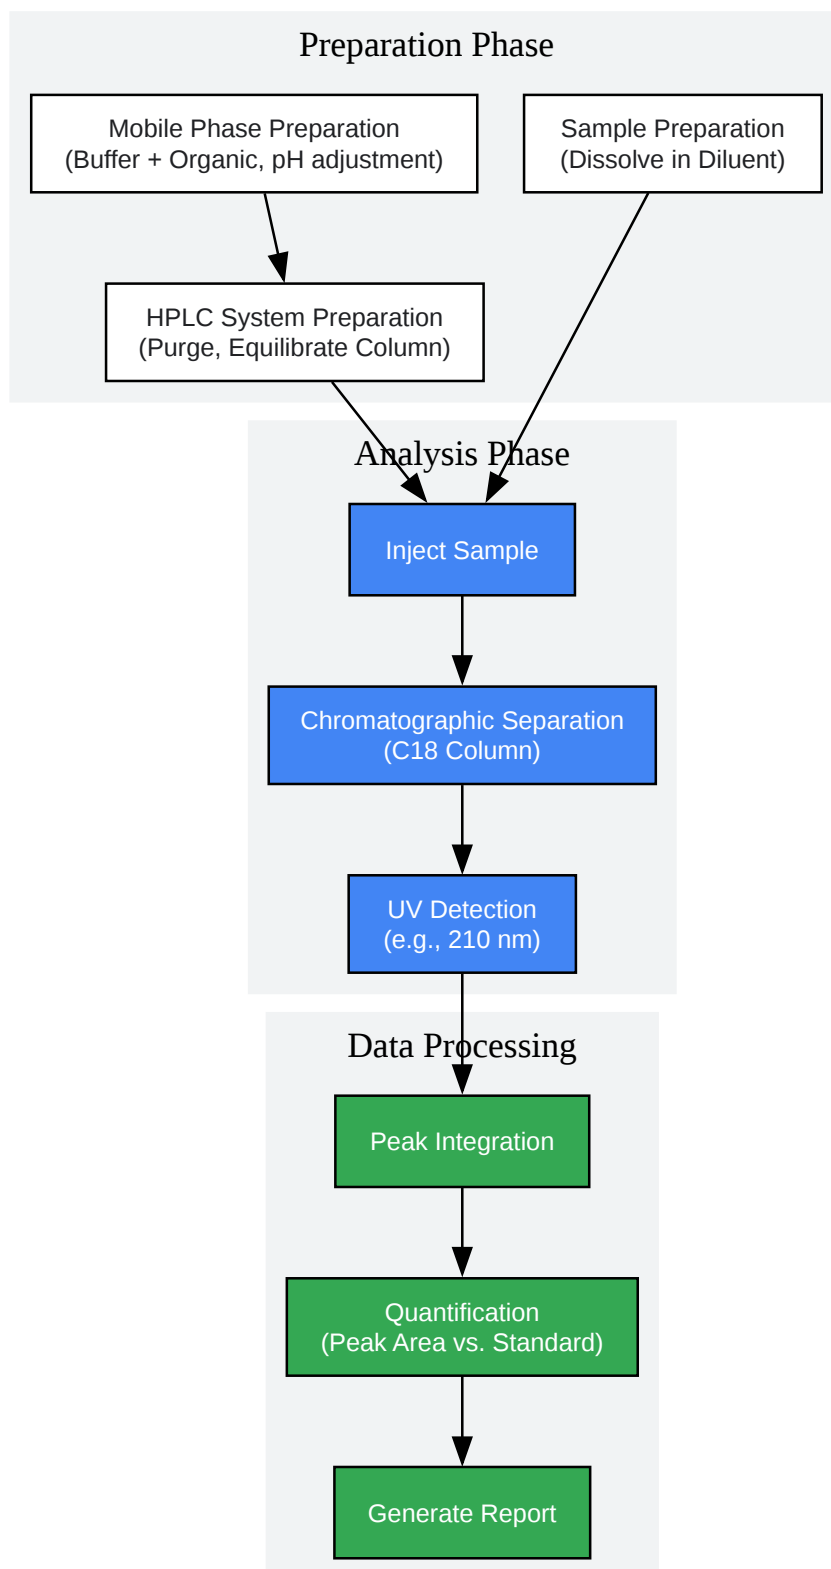 Preparation Phase
Mobile Phase Preparation
(Buffer + Organic, pH adjustment)
Sample Preparation
(Dissolve in Diluent)
HPLC System Preparation
(Purge, Equilibrate Column)
Analysis Phase
Inject Sample
Chromatographic Separation
(C18 Column)
UV Detection
(e.g., 210 nm)
Data Processing
Peak Integration
Quantification
(Peak Area vs. Standard)
Generate Report